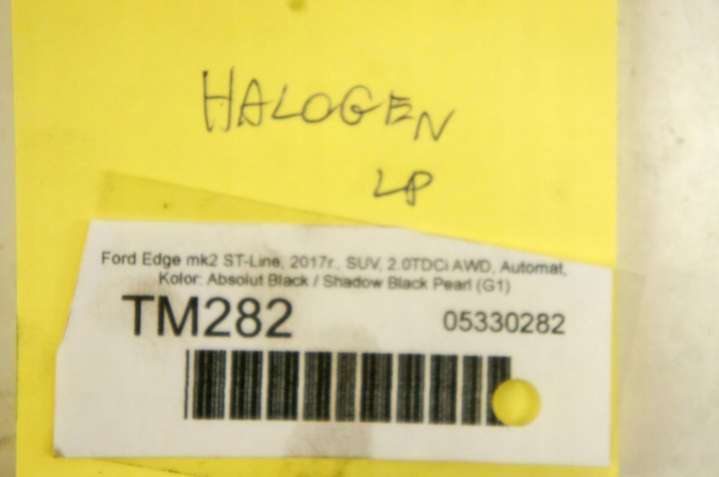 HALOGEN
LP
Ford Edge mk2 ST-Line, 2017r., SUV, 2.0TDCi AWD, Automat,
Kolor: Absolut Black / Shadow Black Pearl (G1)
TM282 05330282